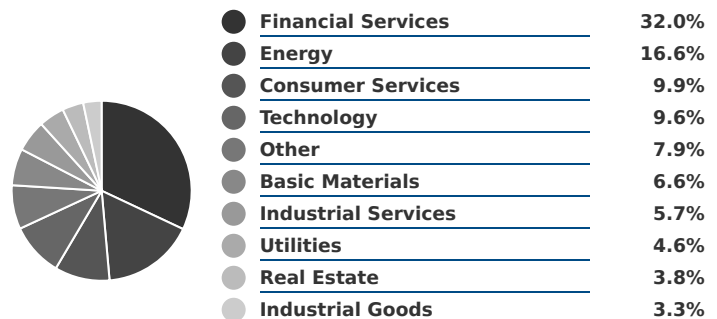 Financial Services 32.0%
Energy 16.6%
Consumer Services 9.9%
Technology 9.6%
Other 7.9%
Basic Materials 6.6%
Industrial Services 5.7%
Utilities 4.6%
Real Estate 3.8%
Industrial Goods 3.3%